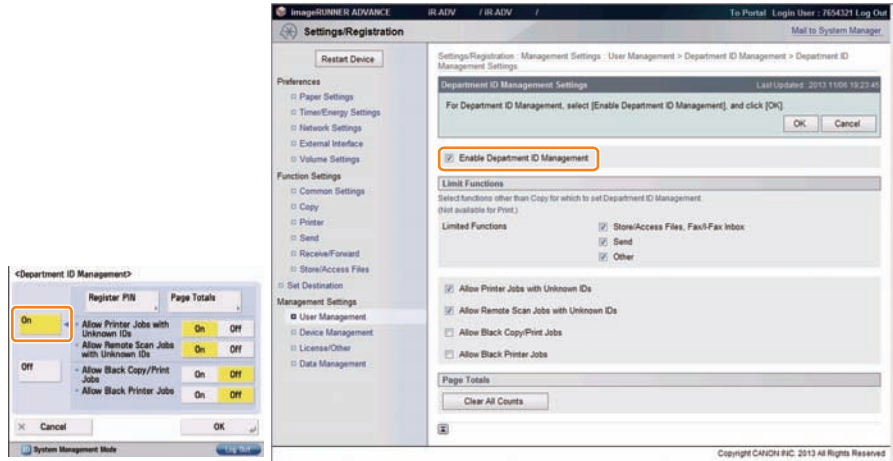 <Department ID Management>
Register PIN
Page Totals
On
Allow Printer Jobs with Unknown IDs
On
Off
Allow Remote Scan Jobs with Unknown IDs
On
Off
Off
Allow Black Copy/Print Jobs
On
Off
Allow Black Printer Jobs
On
Off
Cancel
OK
System Management Mode
Log Out
imageRUNNER ADVANCE
iR-ADV / iR-ADV /
To Portal Login User : 7654321 Log Out
Settings/Registration
Mail to System Manager
Restart Device
Preferences
Paper Settings
Timer/Energy Settings
Network Settings
External Interface
Volume Settings
Function Settings
Common Settings
Copy
Printer
Send
Receive/Forward
Store/Access Files
Set Destination
Management Settings
User Management
Device Management
License/Other
Data Management
Settings/Registration : Management Settings : User Management > Department ID Management > Department ID
Management Settings
Department ID Management Settings
Last Updated : 2013 11/06 19:23:45
For Department ID Management, select [Enable Department ID Management], and click [OK].
OK
Cancel
Enable Department ID Management
Limit Functions
Select functions other than Copy for which to set Department ID Management.
(Not available for Print.)
Limited Functions
Store/Access Files, Fax/I-Fax Inbox
Send
Other
Allow Printer Jobs with Unknown IDs
Allow Remote Scan Jobs with Unknown IDs
Allow Black Copy/Print Jobs
Allow Black Printer Jobs
Page Totals
Clear All Counts
Copyright CANON INC. 2013 All Rights Reserved